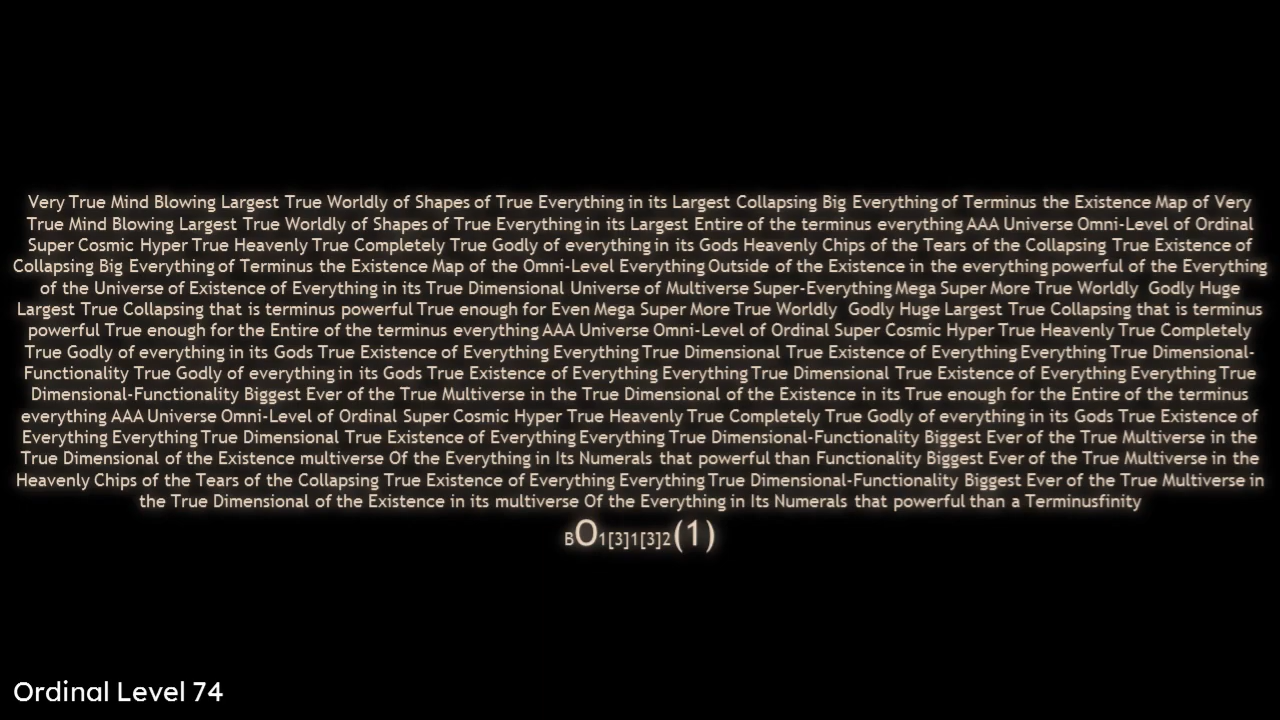 Very True Mind Blowing Largest True Worldly of Shapes of True Everything in its Largest Collapsing Big Everything of Terminus the Existence Map of Very
True Mind Blowing Largest True Worldly of Shapes of True Everything in its Largest Entire of the terminus everything AAA Universe Omni-Level of Ordinal
Super Cosmic Hyper True Heavenly True Completely True Godly of everything in its Gods Heavenly Chips of the Tears of the Collapsing True Existence of
Collapsing Big Everything of Terminus the Existence Map of the Omni-Level Everything Outside of the Existence in the everything powerful of the Everything
of the Universe of Existence of Everything in its True Dimensional Universe of Multiverse Super-Everything Mega Super More True Worldly  Godly Huge
Largest True Collapsing that is terminus powerful True enough for Even Mega Super More True Worldly  Godly Huge Largest True Collapsing that is terminus
powerful True enough for the Entire of the terminus everything AAA Universe Omni-Level of Ordinal Super Cosmic Hyper True Heavenly True Completely
True Godly of everything in its Gods True Existence of Everything Everything True Dimensional True Existence of Everything Everything True Dimensional-
Functionality True Godly of everything in its Gods True Existence of Everything Everything True Dimensional True Existence of Everything Everything True
Dimensional-Functionality Biggest Ever of the True Multiverse in the True Dimensional of the Existence in its True enough for the Entire of the terminus
everything AAA Universe Omni-Level of Ordinal Super Cosmic Hyper True Heavenly True Completely True Godly of everything in its Gods True Existence of
Everything Everything True Dimensional True Existence of Everything Everything True Dimensional-Functionality Biggest Ever of the True Multiverse in the
True Dimensional of the Existence multiverse Of the Everything in Its Numerals that powerful than Functionality Biggest Ever of the True Multiverse in the
Heavenly Chips of the Tears of the Collapsing True Existence of Everything Everything True Dimensional-Functionality Biggest Ever of the True Multiverse in
the True Dimensional of the Existence in its multiverse Of the Everything in Its Numerals that powerful than a Terminusfinity
BO1[3]1[3]2(1)
Ordinal Level 74